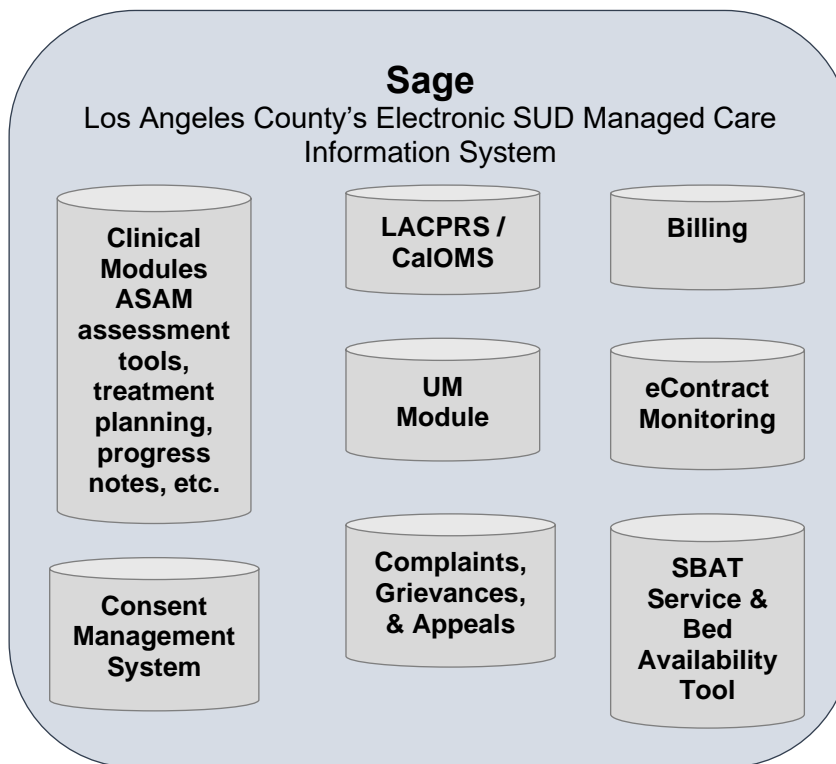 Sage
Los Angeles County’s Electronic SUD Managed Care
Information System
Clinical
Modules
ASAM
assessment
tools,
treatment
planning,
progress
notes, etc.
Consent
Management
System
LACPRS /
CalOMS
UM
Module
Complaints,
Grievances,
& Appeals
Billing
eContract
Monitoring
SBAT
Service &
Bed
Availability
Tool